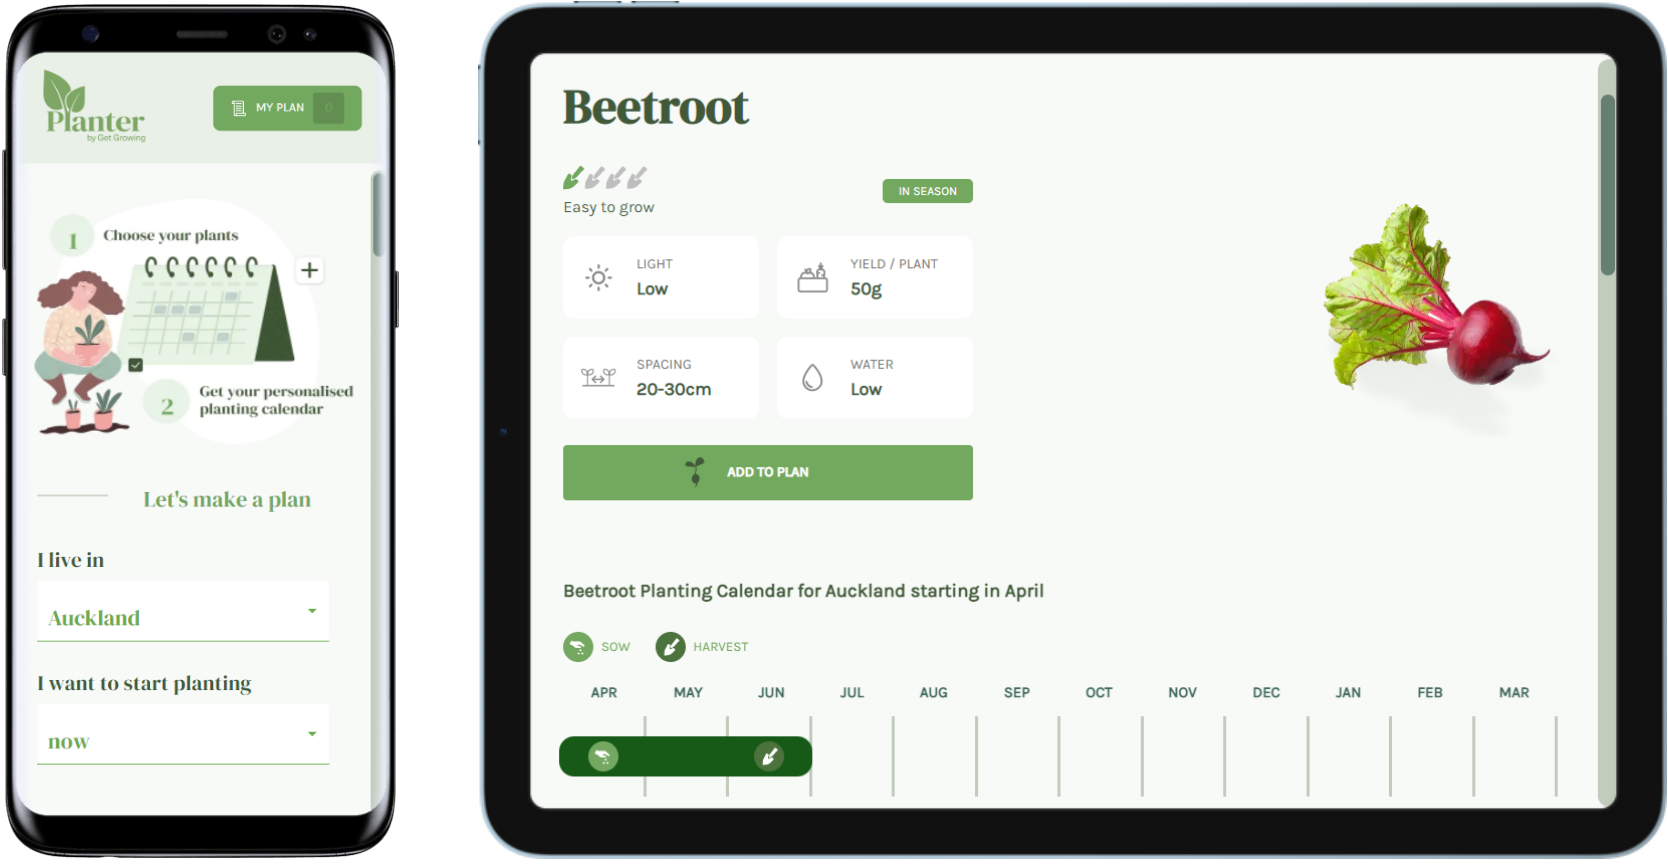 Planter
by Get Growing
MY PLAN 0
1 Choose your plants
2 Get your personalised
planting calendar
Let's make a plan
I live in
Auckland
I want to start planting
now
Beetroot
Easy to grow
IN SEASON
LIGHT
Low
YIELD / PLANT
50g
SPACING
20-30cm
WATER
Low
ADD TO PLAN
Beetroot Planting Calendar for Auckland starting in April
SOW HARVEST
APR MAY JUN JUL AUG SEP OCT NOV DEC JAN FEB MAR